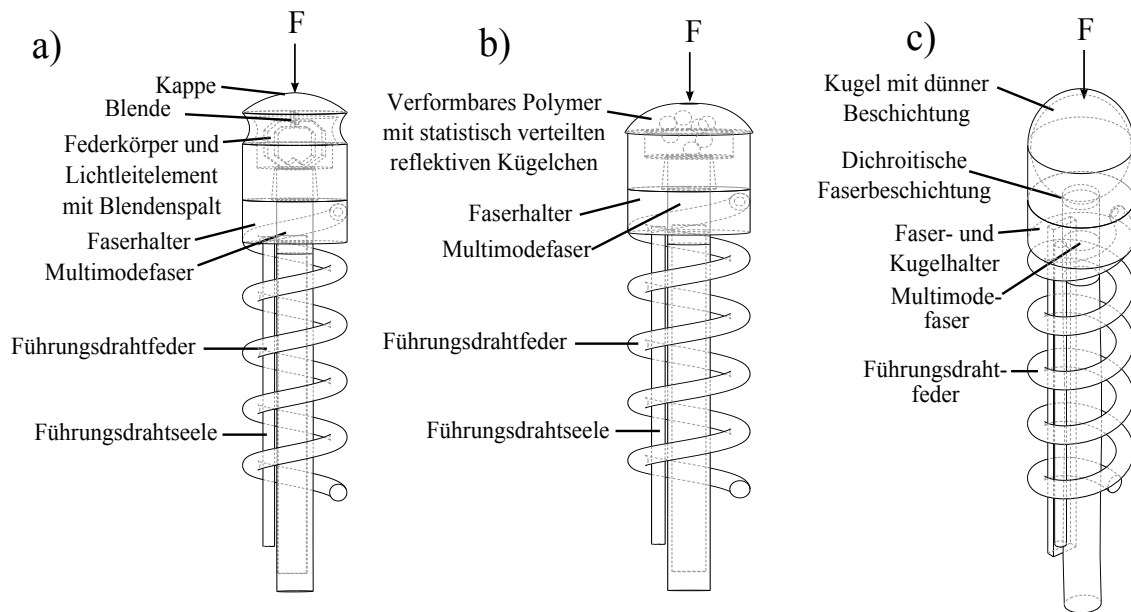 a)
F
Kappe
Blende
Federkörper und
Lichtleitelement
mit Blendenspalt
Faserhalter
Multimodefaser
Führungsdrahtfeder
Führungsdrahtseele
b)
F
Verformbares Polymer
mit statistisch verteilten
reflektiven Kügelchen
Faserhalter
Multimodefaser
Führungsdrahtfeder
Führungsdrahtseele
c)
F
Kugel mit dünner
Beschichtung
Dichroitische
Faserbeschichtung
Faser- und
Kugelhalter
Multimode-
faser
Führungsdraht-
feder